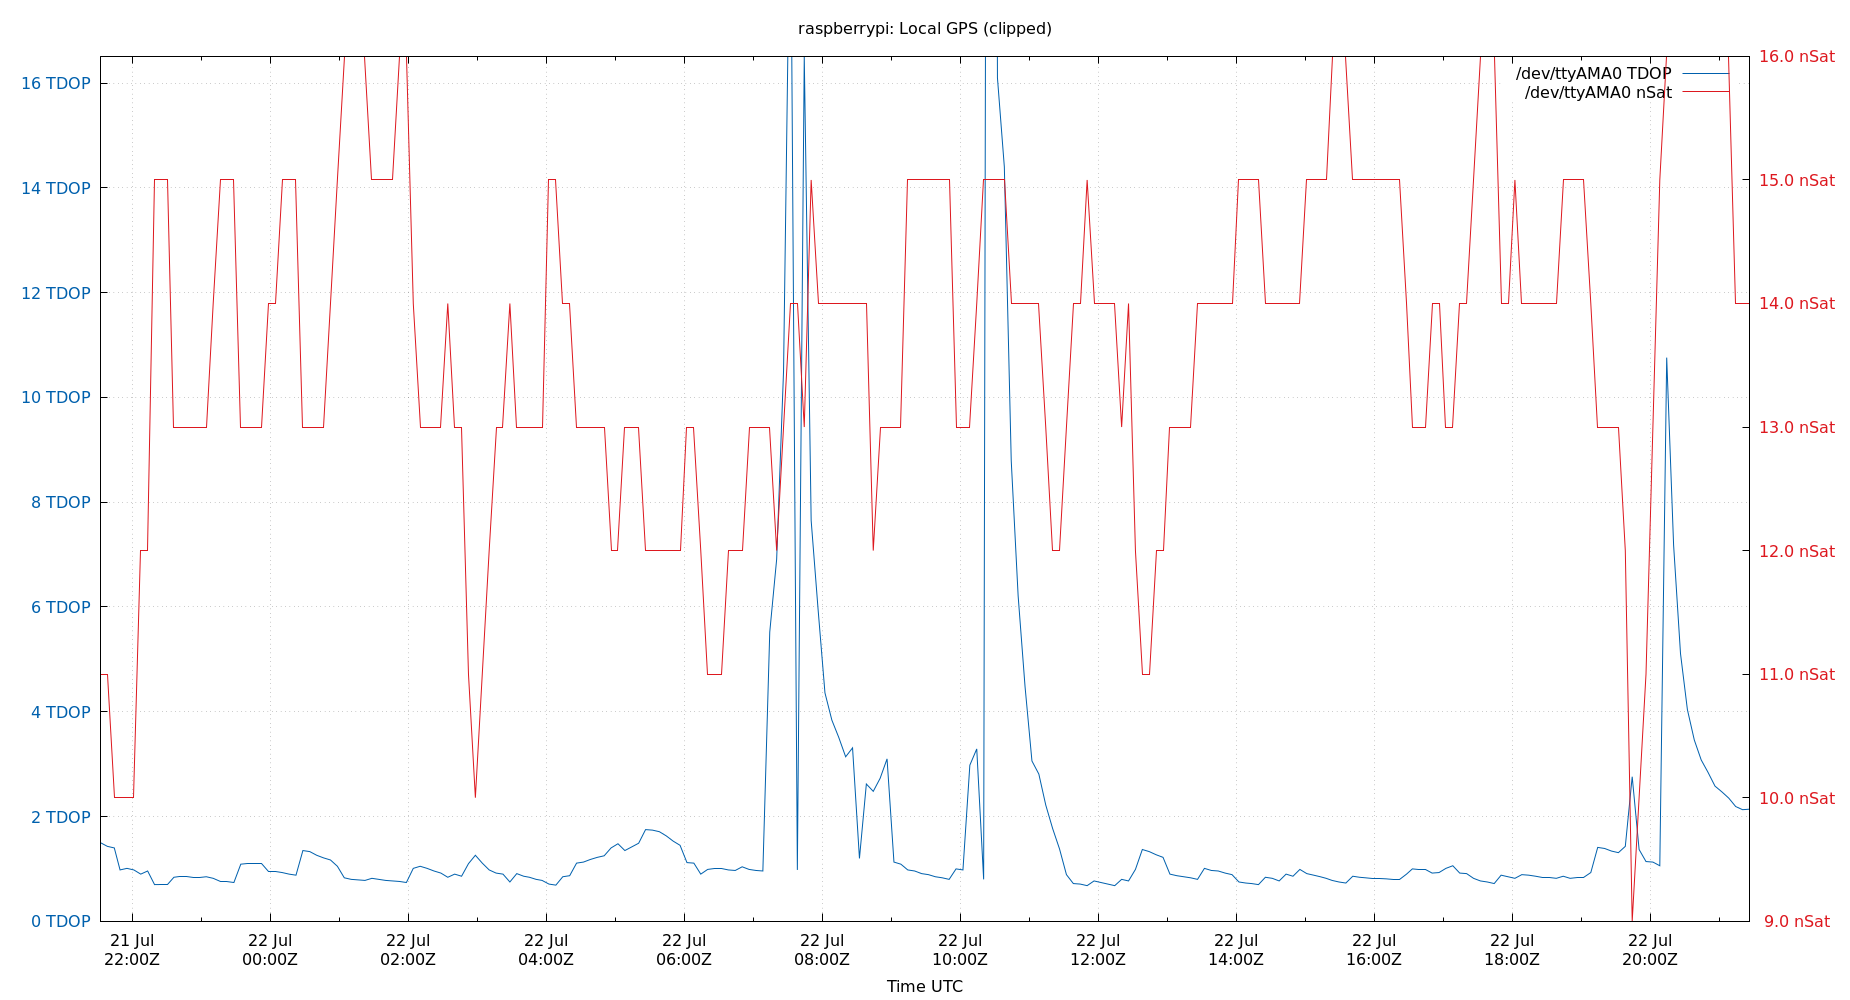 raspberrypi: Local GPS (clipped)
16 TDOP
14 TDOP
12 TDOP
10 TDOP
8 TDOP
6 TDOP
4 TDOP
2 TDOP
0 TDOP
16.0 nSat
15.0 nSat
14.0 nSat
13.0 nSat
12.0 nSat
11.0 nSat
10.0 nSat
9.0 nSat
/dev/ttyAMA0 TDOP
/dev/ttyAMA0 nSat
21 Jul
22:00Z
22 Jul
00:00Z
22 Jul
02:00Z
22 Jul
04:00Z
22 Jul
06:00Z
22 Jul
08:00Z
22 Jul
10:00Z
22 Jul
12:00Z
22 Jul
14:00Z
22 Jul
16:00Z
22 Jul
18:00Z
22 Jul
20:00Z
Time UTC